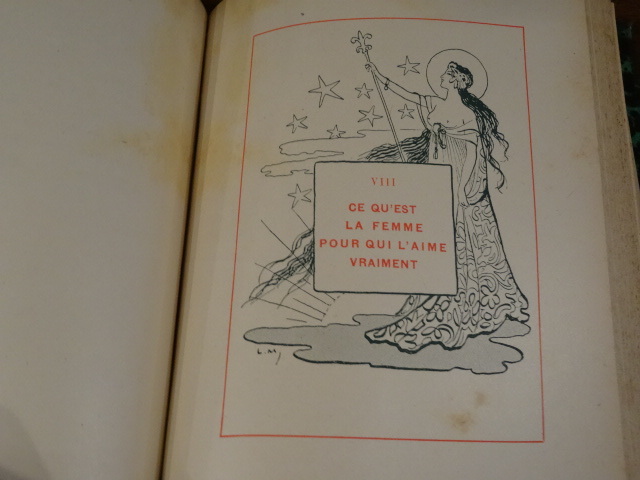 VIII
CE QU'EST
LA FEMME
POUR QUI L'AIME
VRAIMENT